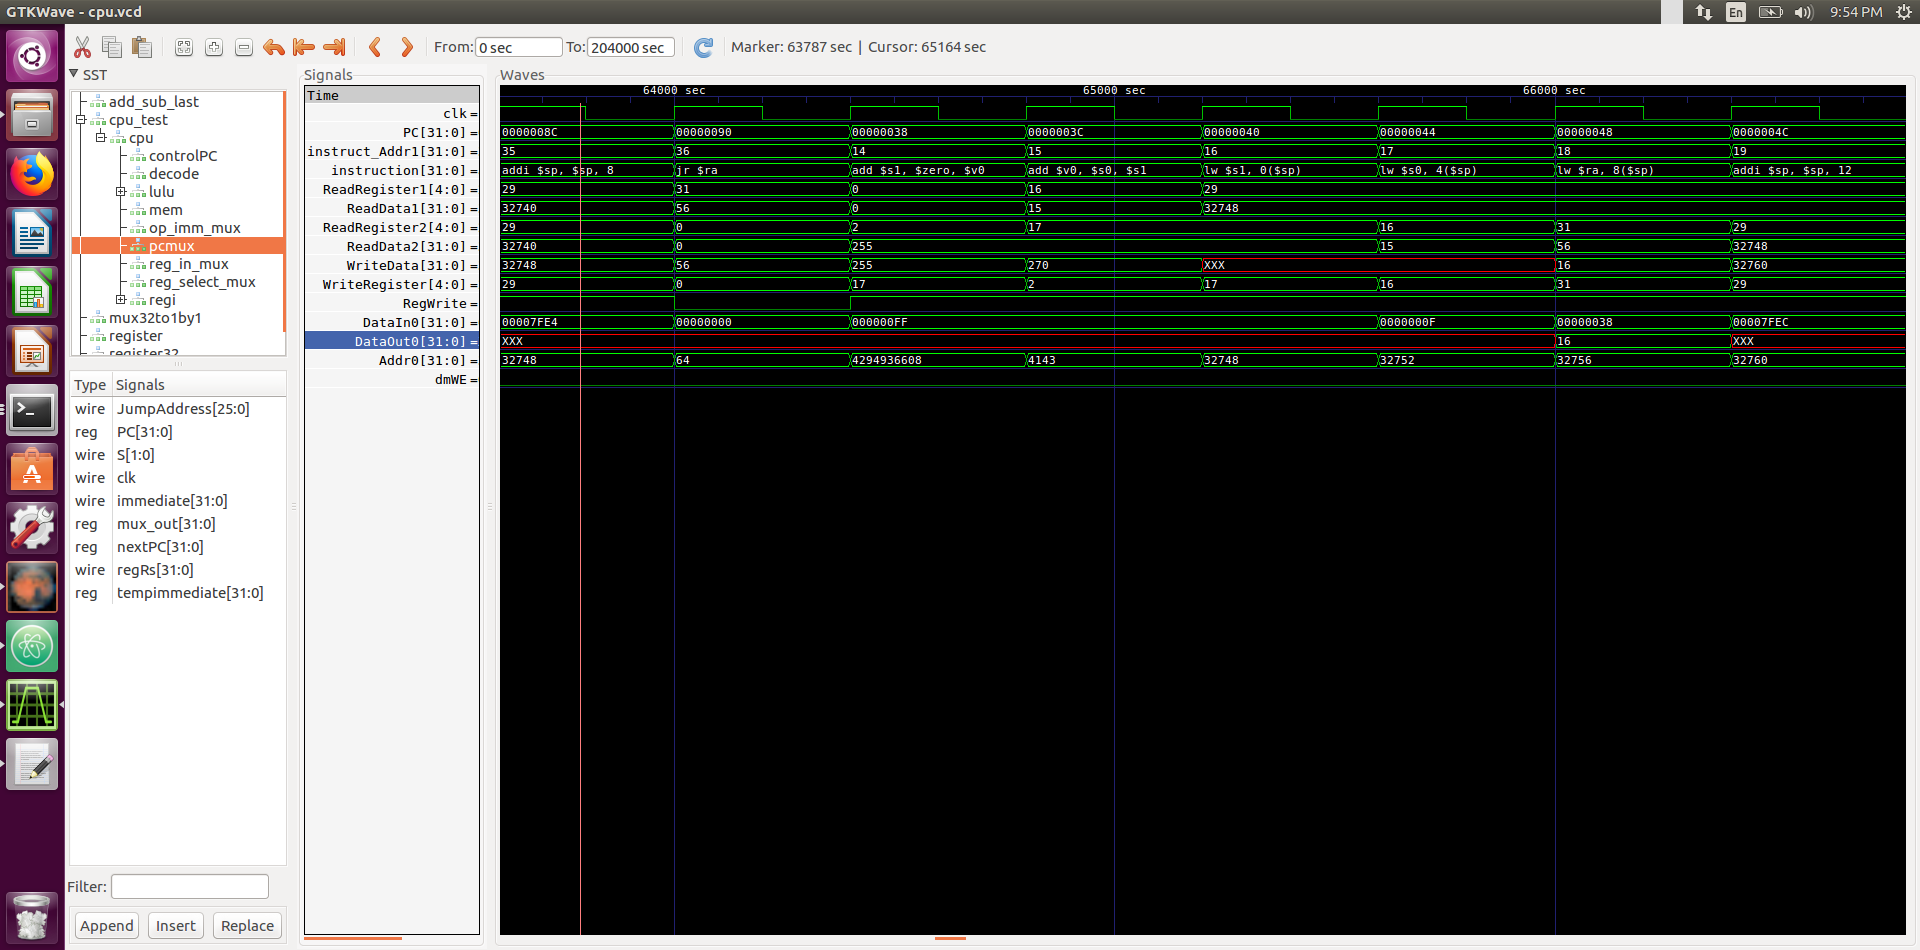 GTKWave - cpu.vcd
En
9:54 PM
From: 0 sec To: 204000 sec Marker: 63787 sec | Cursor: 65164 sec
SST
add_sub_last
cpu_test
cpu
controlPC
decode
lulu
mem
op_imm_mux
pcmux
reg_in_mux
reg_select_mux
regi
mux32to1by1
register
register32
Type Signals
wire JumpAddress[25:0]
reg PC[31:0]
wire S[1:0]
wire clk
wire immediate[31:0]
reg mux_out[31:0]
reg nextPC[31:0]
wire regRs[31:0]
reg tempimmediate[31:0]
Filter:
Append Insert Replace
Signals
Time
clk =
PC[31:0] =
instruct_Addr1[31:0] =
instruction[31:0] =
ReadRegister1[4:0] =
ReadData1[31:0] =
ReadRegister2[4:0] =
ReadData2[31:0] =
WriteData[31:0] =
WriteRegister[4:0] =
RegWrite =
DataIn0[31:0] =
DataOut0[31:0] =
Addr0[31:0] =
dmWE =
Waves
64000 sec 65000 sec 66000 sec
0000008C 00000090 00000038 0000003C 00000040 00000044 00000048 0000004C
35 36 14 15 16 17 18 19
addi $sp, $sp, 8 jr $ra add $s1, $zero, $v0 add $v0, $s0, $s1 lw $s1, 0($sp) lw $s0, 4($sp) lw $ra, 8($sp) addi $sp, $sp, 12
29 31 0 16 29
32740 56 0 15 32748
29 0 2 17 16 31 29
32740 0 255 15 56 32748
32748 56 255 270 XXX 16 32760
29 0 17 2 17 16 31 29
00007FE4 00000000 000000FF 0000000F 00000038 00007FEC
XXX 16 XXX
32748 64 4294936608 4143 32748 32752 32756 32760